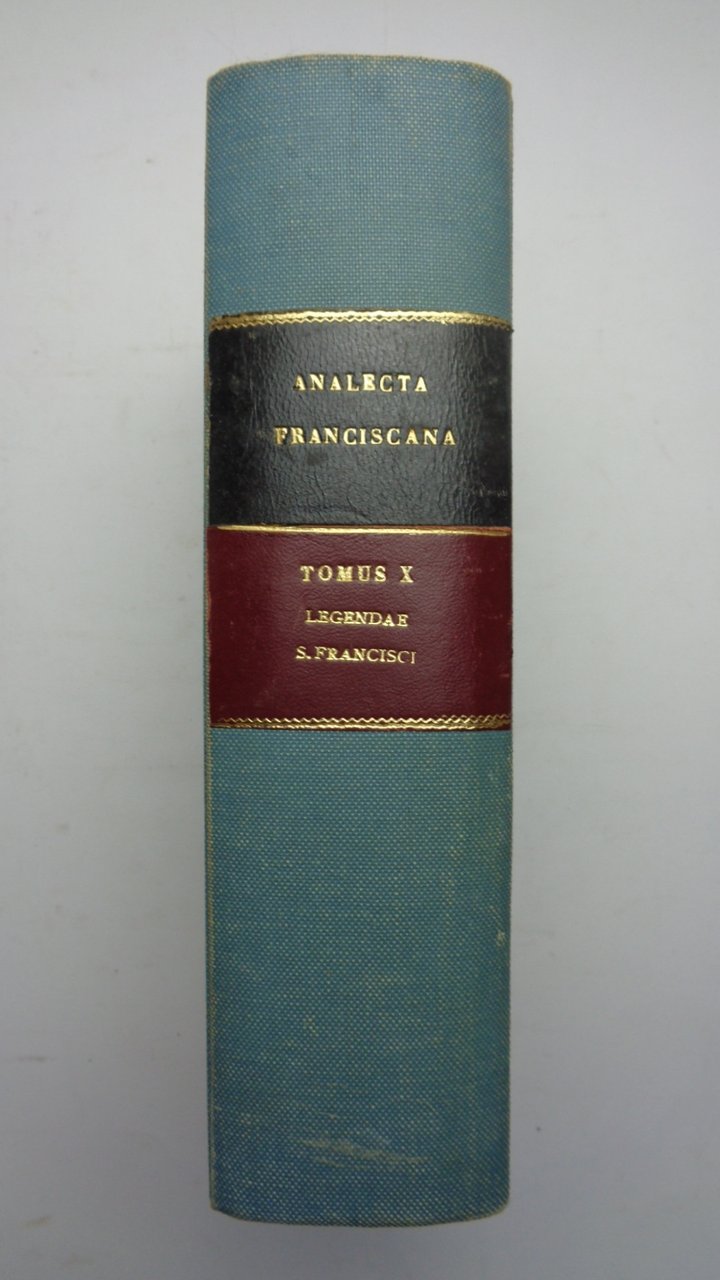 ANALECTA
FRANCISCANA
TOMUS X
LEGENDAE
S. FRANCISCI